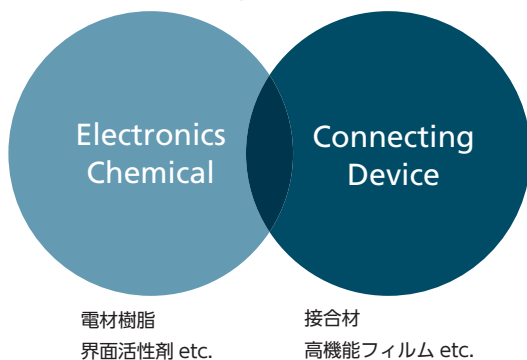 Electronics
Chemical
Connecting
Device
電材樹脂
界面活性剤 etc.
接合材
高機能フィルム etc.